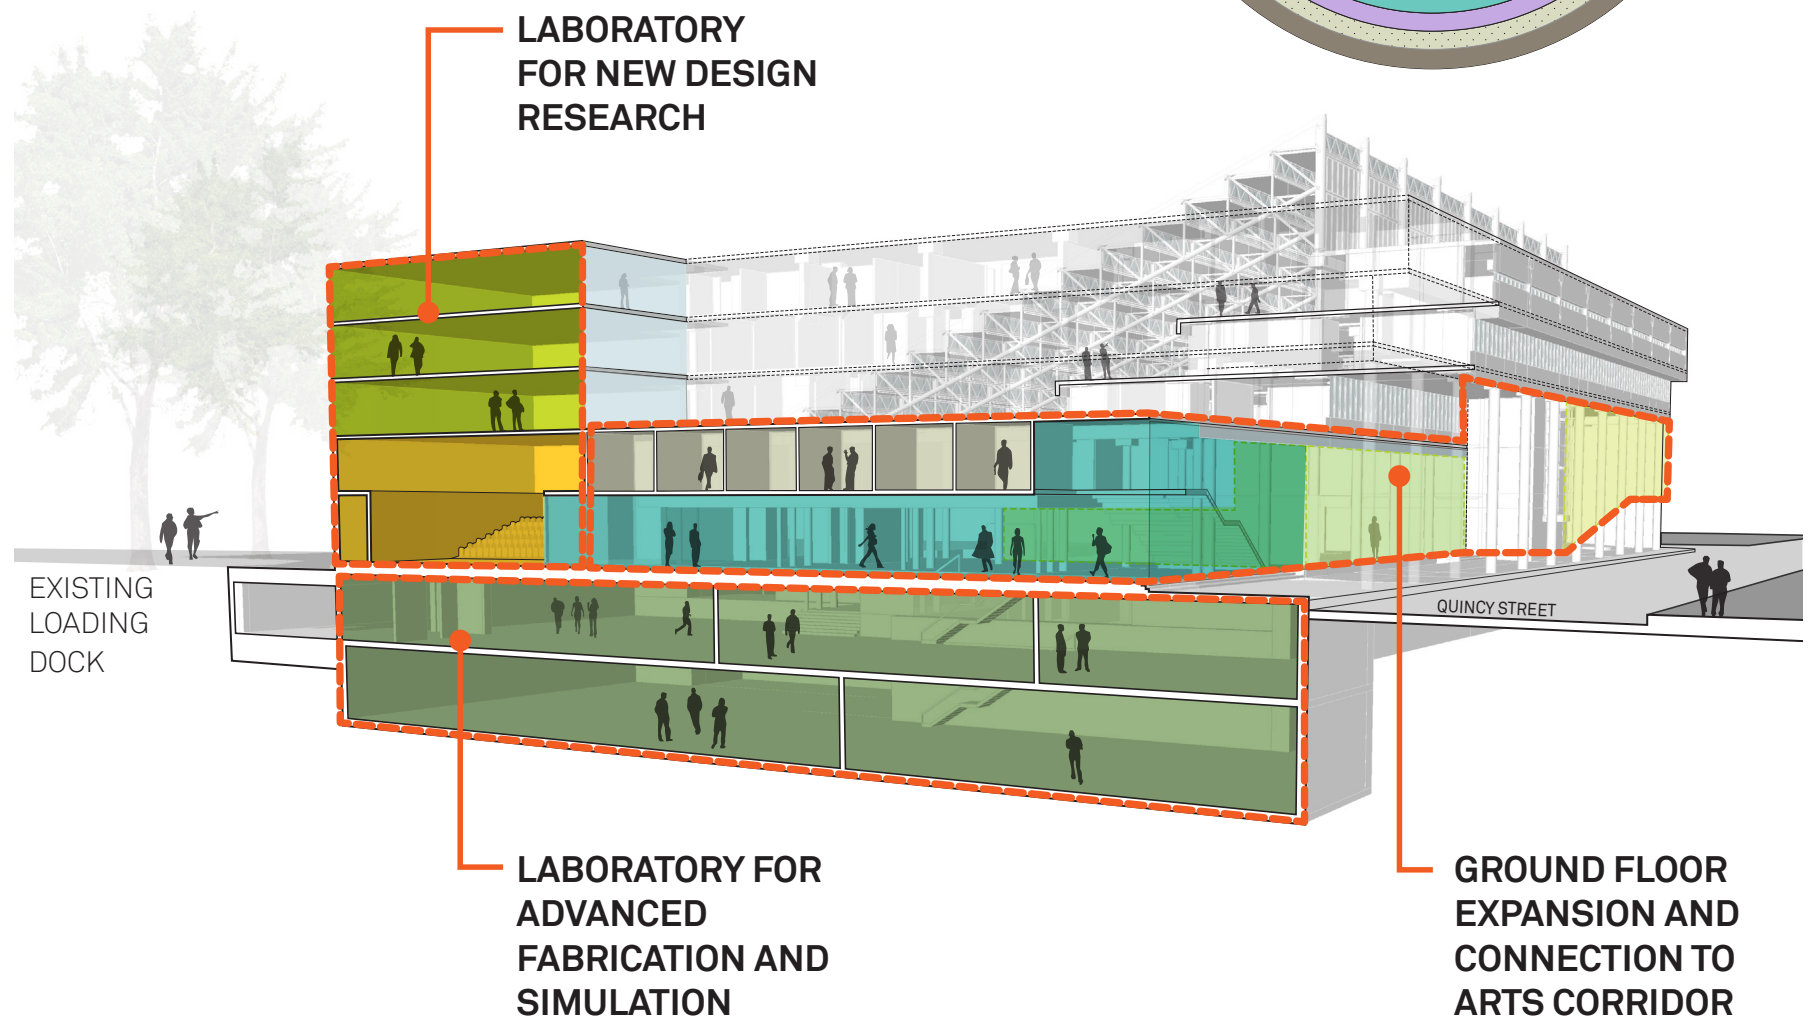 LABORATORY
FOR NEW DESIGN
RESEARCH
EXISTING
LOADING
DOCK
QUINCY STREET
LABORATORY FOR
ADVANCED
FABRICATION AND
SIMULATION
GROUND FLOOR
EXPANSION AND
CONNECTION TO
ARTS CORRIDOR